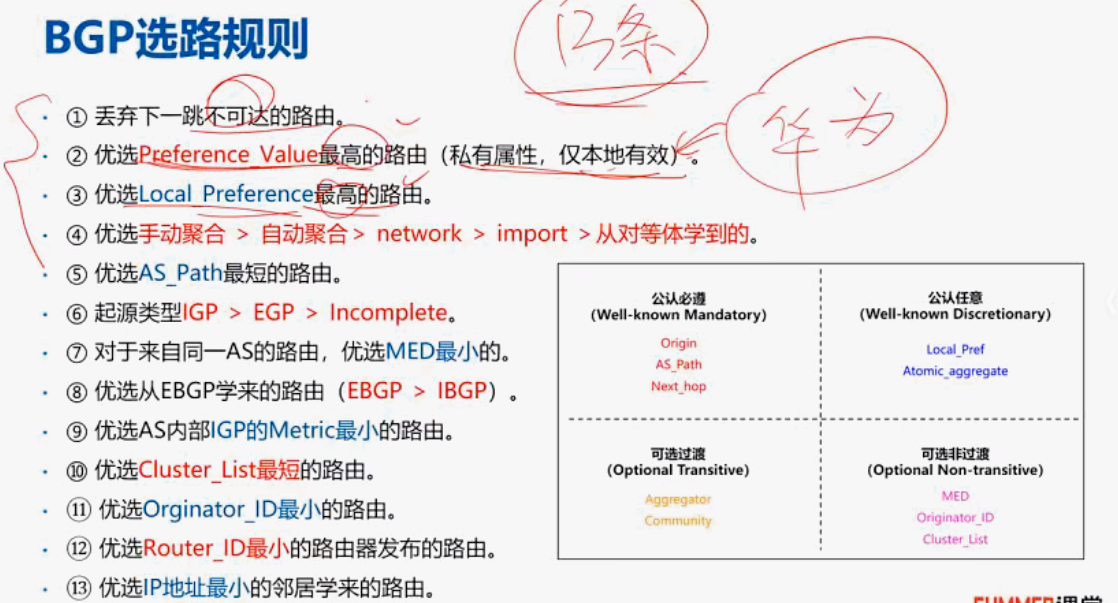 BGP选路规则
13条
华为
① 丢弃下一跳不可达的路由。
② 优选Preference_Value最高的路由（私有属性，仅本地有效）。
③ 优选Local_Preference最高的路由。
④ 优选手动聚合 > 自动聚合> network > import >从对等体学到的。
⑤ 优选AS_Path最短的路由。
⑥ 起源类型IGP > EGP > Incomplete。
⑦ 对于来自同一AS的路由，优选MED最小的。
⑧ 优选从EBGP学来的路由（EBGP > IBGP）。
⑨ 优选AS内部IGP的Metric最小的路由。
⑩ 优选Cluster_List最短的路由。
⑪ 优选Orginator_ID最小的路由。
⑫ 优选Router_ID最小的路由器发布的路由。
⑬ 优选IP地址最小的邻居学来的路由。
公认必遵
(Well-known Mandatory)
Origin
AS_Path
Next_hop
公认任意
(Well-known Discretionary)
Local_Pref
Atomic_aggregate
可选过渡
(Optional Transitive)
Aggregator
Community
可选非过渡
(Optional Non-transitive)
MED
Originator_ID
Cluster_List